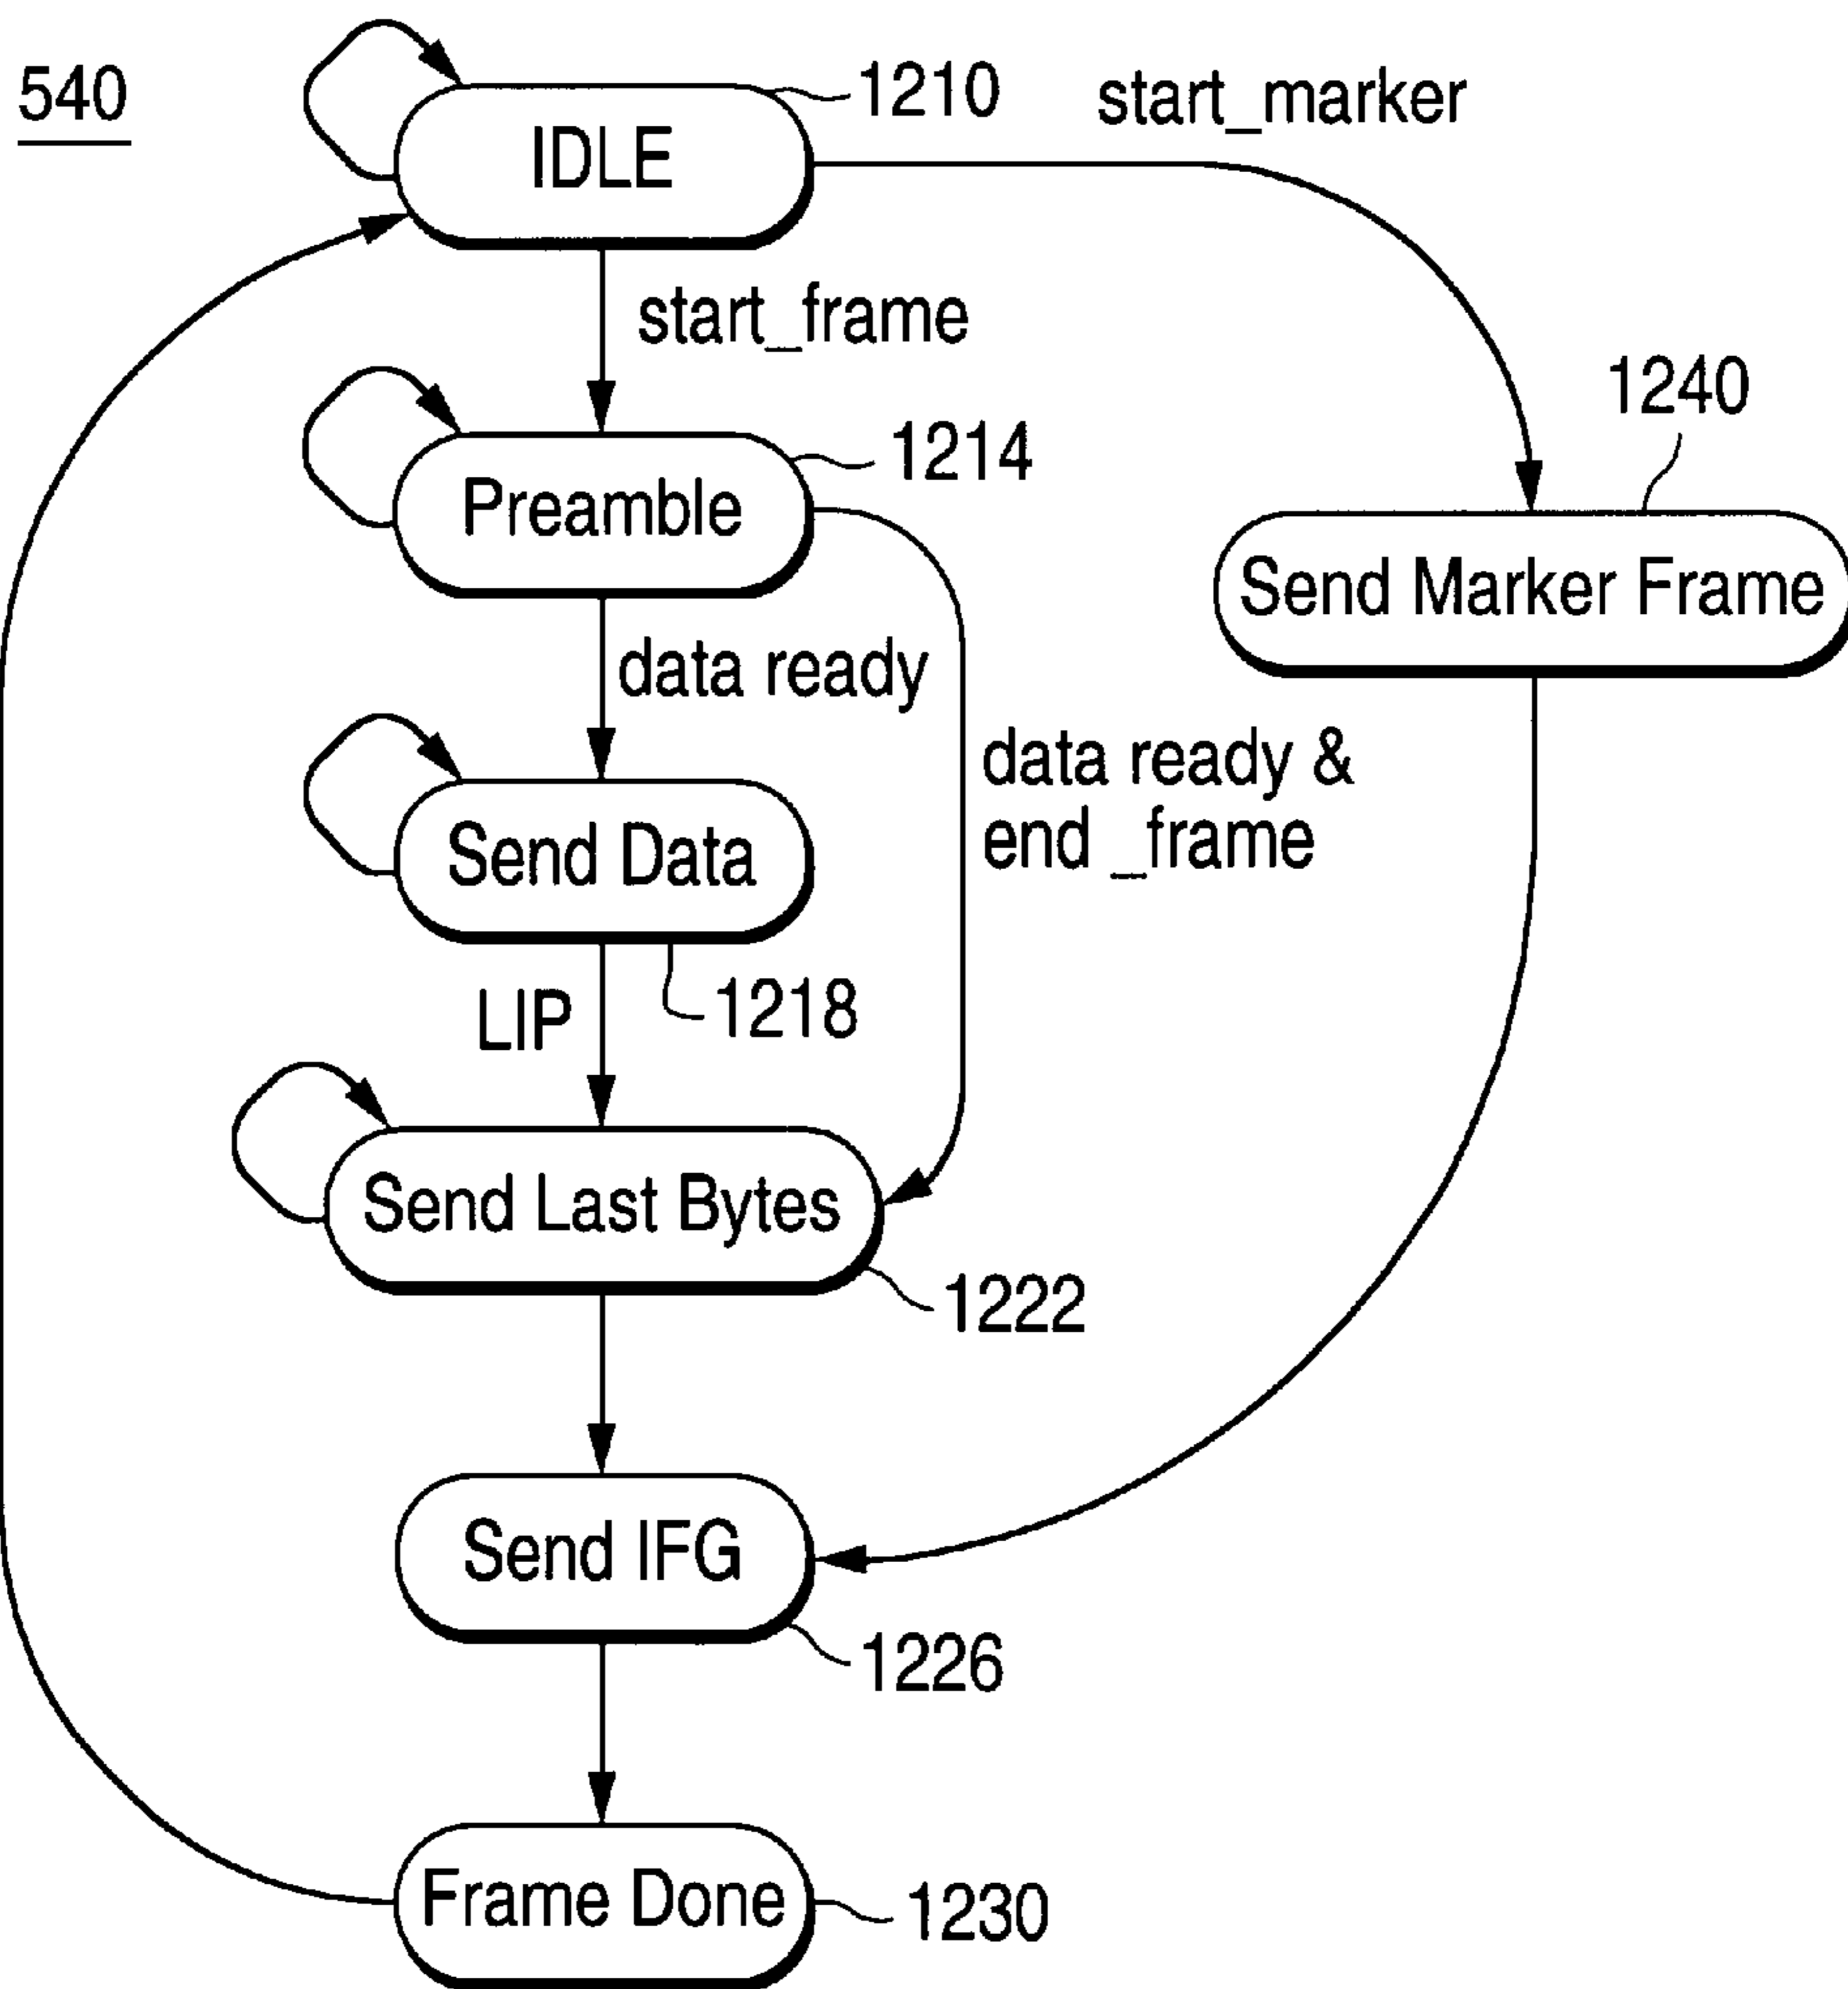 540
1210
start_marker
IDLE
start_frame
1240
1214
Preamble
Send Marker Frame
data ready
data ready &
end _frame
Send Data
1218
LIP
Send Last Bytes
1222
Send IFG
1226
Frame Done
1230